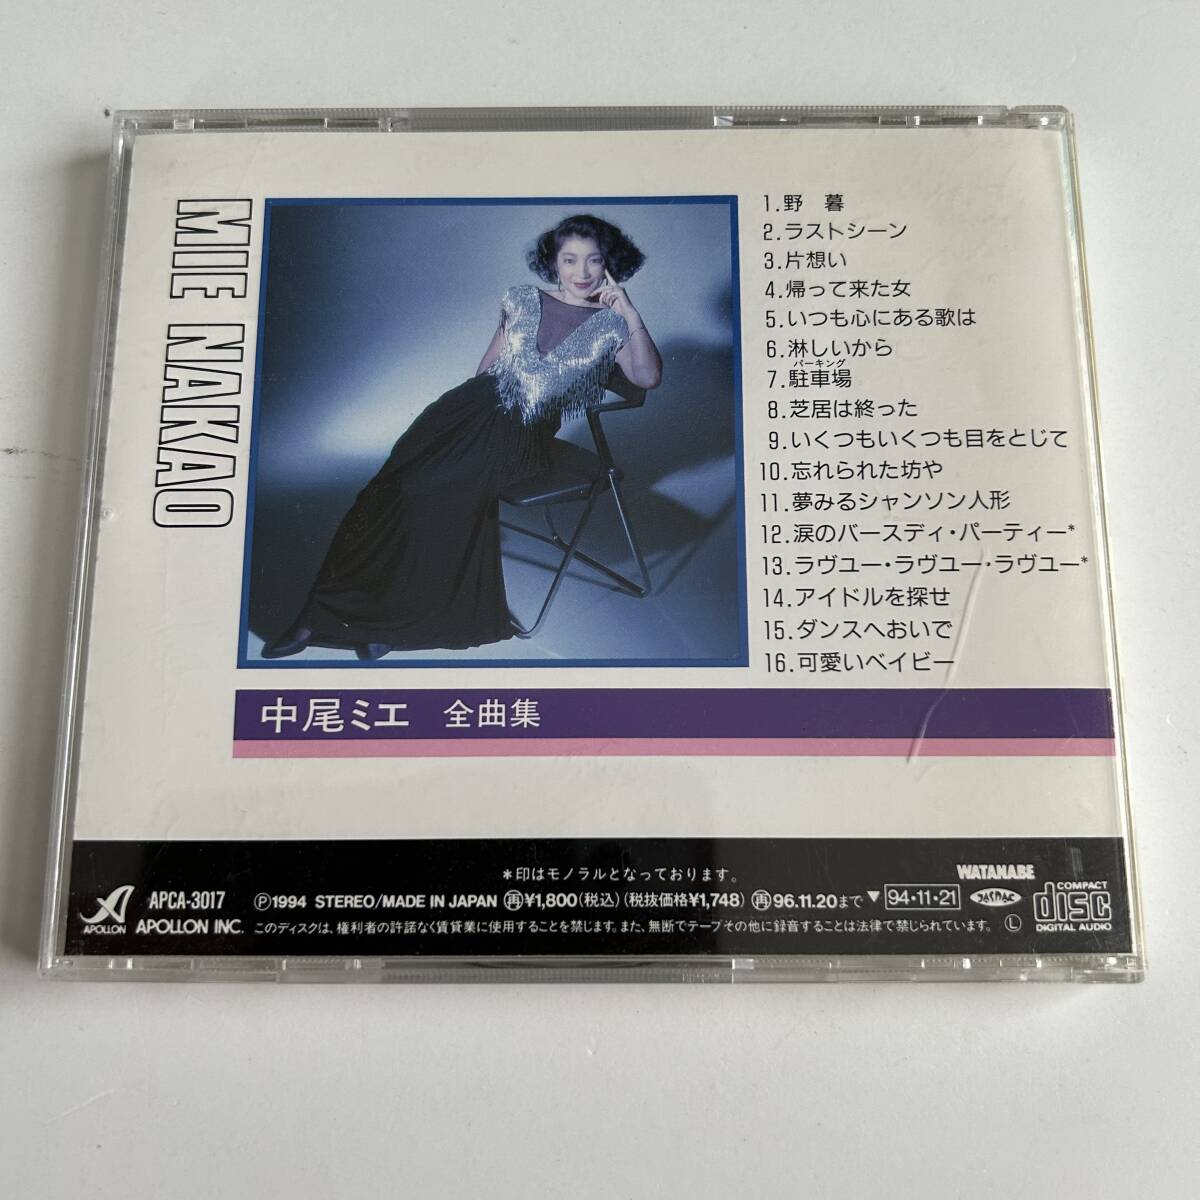 MIE NAKAO
1.野 暮
2.ラストシーン
3.片想い
4.帰って来た女
5.いつも心にある歌は
6.淋しいから
パーキング
7.駐車場
8.芝居は終った
9.いくつもいくつも目をとじて
10.忘れられた坊や
11.夢みるシャンソン人形
12.涙のバースディ・パーティー*
13.ラヴユー・ラヴユー・ラヴユー*
14.アイドルを探せ
15.ダンスへおいで
16.可愛いベイビー
中尾ミエ 全曲集
*印はモノラルとなっております。
WATANABE
APOLLON
APCA-3017
APOLLON INC.
Ⓟ1994 STEREO/MADE IN JAPAN 再¥1,800(税込)(税抜価格¥1,748) 再96.11.20まで▼ 94・11・21
JASRAC
COMPACT
disc
DIGITAL AUDIO
このディスクは、権利者の許諾なく賃貸業に使用することを禁じます。また、無断でテープその他に録音することは法律で禁じられています。 Ⓛ